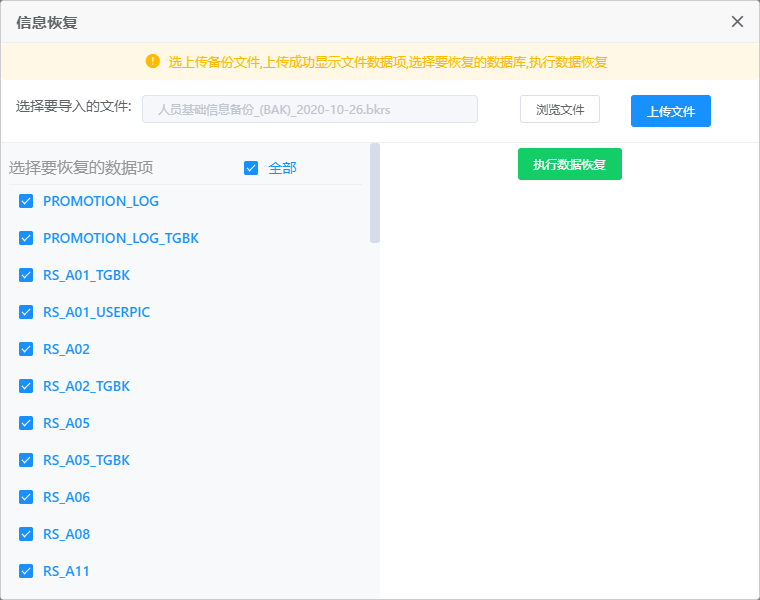 信息恢复
选上传备份文件,上传成功显示文件数据项,选择要恢复的数据库,执行数据恢复
选择要导入的文件: 人员基础信息备份_(BAK)_2020-10-26.bkrs 浏览文件 上传文件
选择要恢复的数据项 全部 执行数据恢复
PROMOTION_LOG
PROMOTION_LOG_TGBK
RS_A01_TGBK
RS_A01_USERPIC
RS_A02
RS_A02_TGBK
RS_A05
RS_A05_TGBK
RS_A06
RS_A08
RS_A11